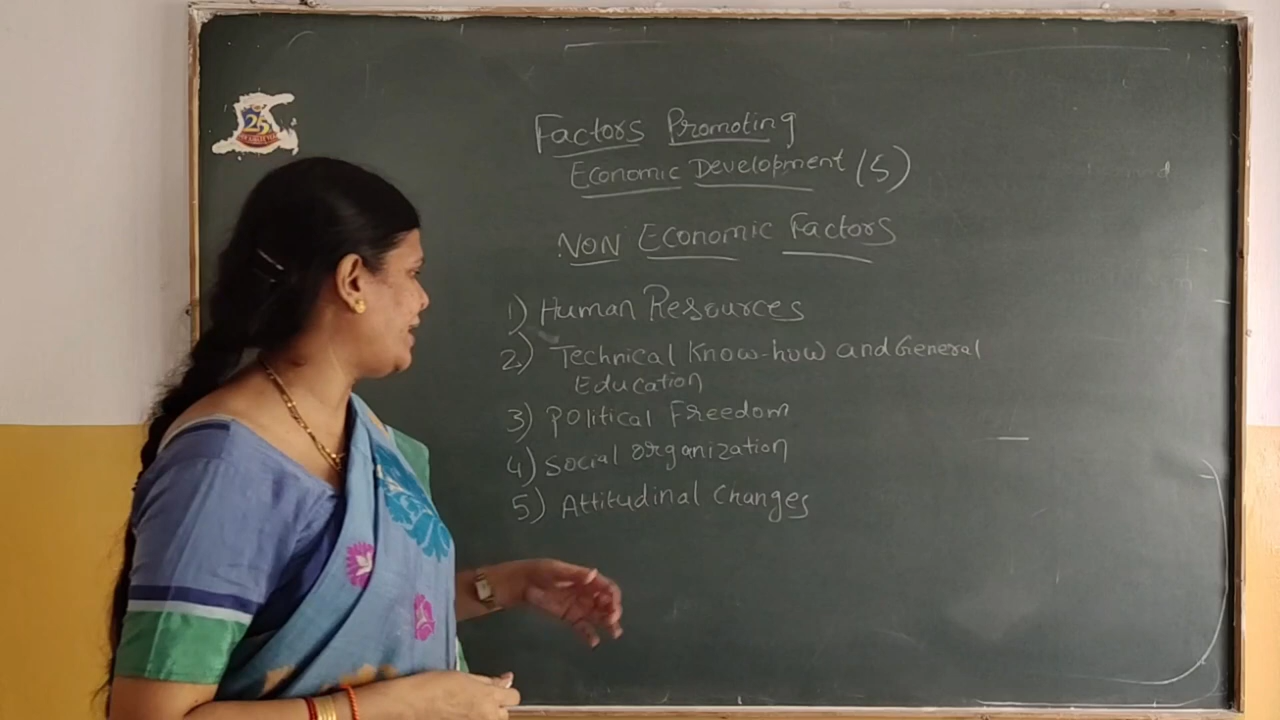 25
Factors Promoting
Economic Development (5)
NON Economic Factors
1) Human Resources
2) Technical Know-how and General
Education
3) Political Freedom
4) Social organization
5) Attitudinal Changes